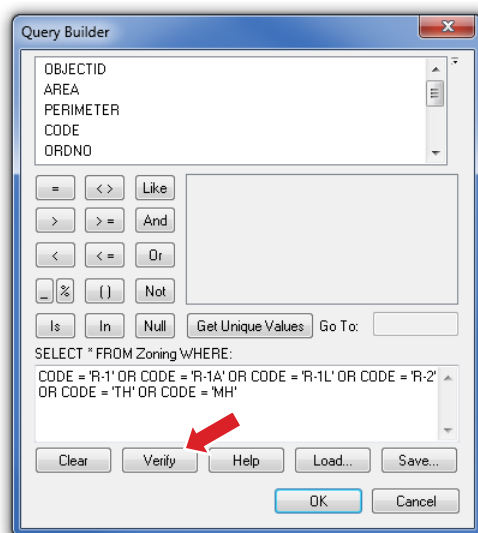 Query Builder
OBJECTID
AREA
PERIMETER
CODE
ORDNO
= < > Like
> > = And
< < = Or
_ % ( ) Not
Is In Null Get Unique Values Go To:
SELECT * FROM Zoning WHERE:
CODE = 'R-1' OR CODE = 'R-1A' OR CODE = 'R-1L' OR CODE = 'R-2'
OR CODE = 'TH' OR CODE = 'MH'
Clear Verify Help Load... Save...
OK Cancel